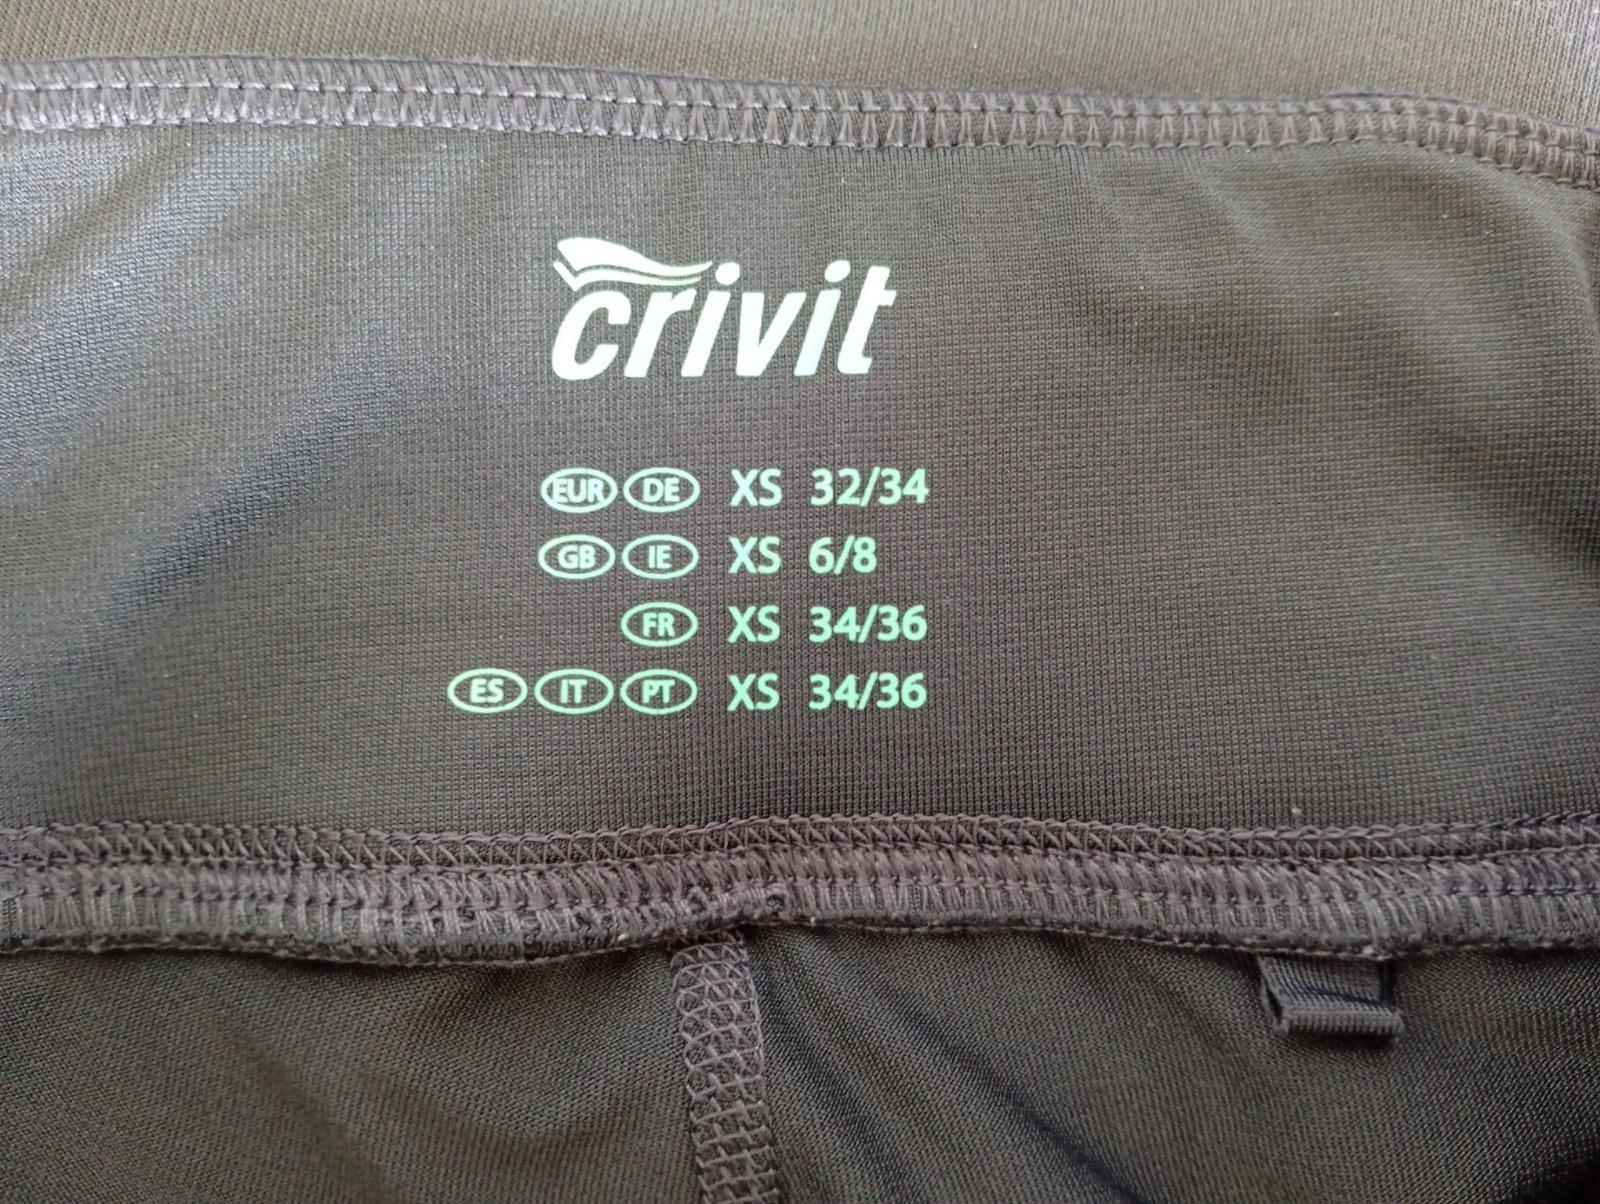 crivit
EUR DE XS 32/34
GB IE XS 6/8
FR XS 34/36
ES IT PT XS 34/36